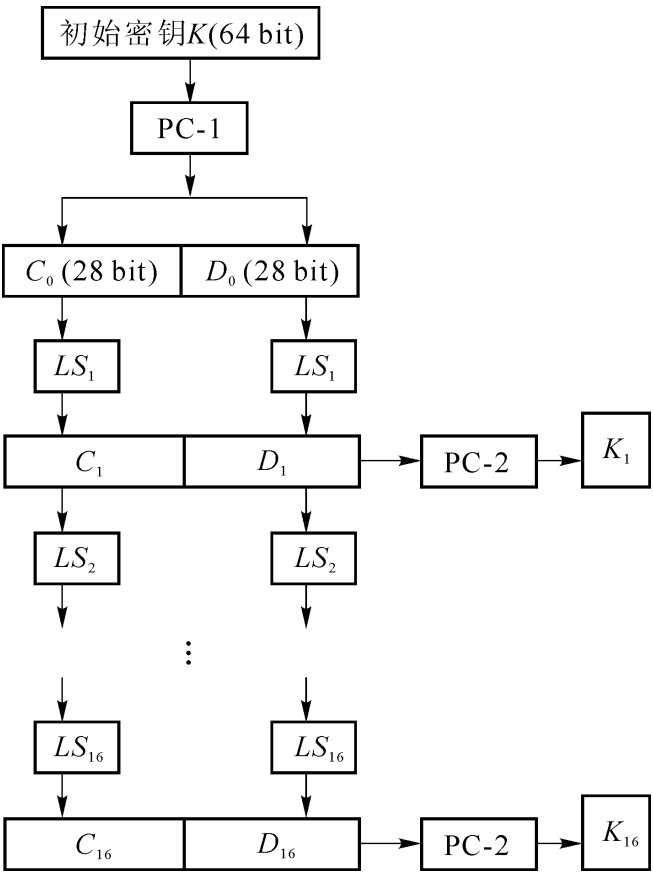 初始密钥K(64 bit)
PC-1
C₀ (28 bit) D₀ (28 bit)
LS₁ LS₁
C₁ D₁ PC-2 K₁
LS₂ LS₂
⋮
LS₁₆ LS₁₆
C₁₆ D₁₆ PC-2 K₁₆